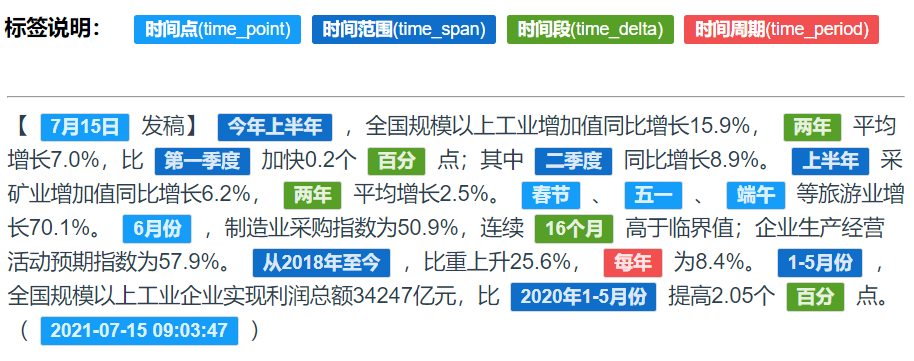 标签说明： 时间点(time_point) 时间范围(time_span) 时间段(time_delta) 时间周期(time_period)
【 7月15日 发稿】 今年上半年 ，全国规模以上工业增加值同比增长15.9%， 两年 平均
增长7.0%，比 第一季度 加快0.2个 百分 点；其中 二季度 同比增长8.9%。 上半年 采
矿业增加值同比增长6.2%， 两年 平均增长2.5%。 春节 、 五一 、 端午 等旅游业增
长70.1%。 6月份 ，制造业采购指数为50.9%，连续 16个月 高于临界值；企业生产经营
活动预期指数为57.9%。 从2018年至今 ，比重上升25.6%， 每年 为8.4%。 1-5月份 ，
全国规模以上工业企业实现利润总额34247亿元，比 2020年1-5月份 提高2.05个 百分 点。
（ 2021-07-15 09:03:47 ）